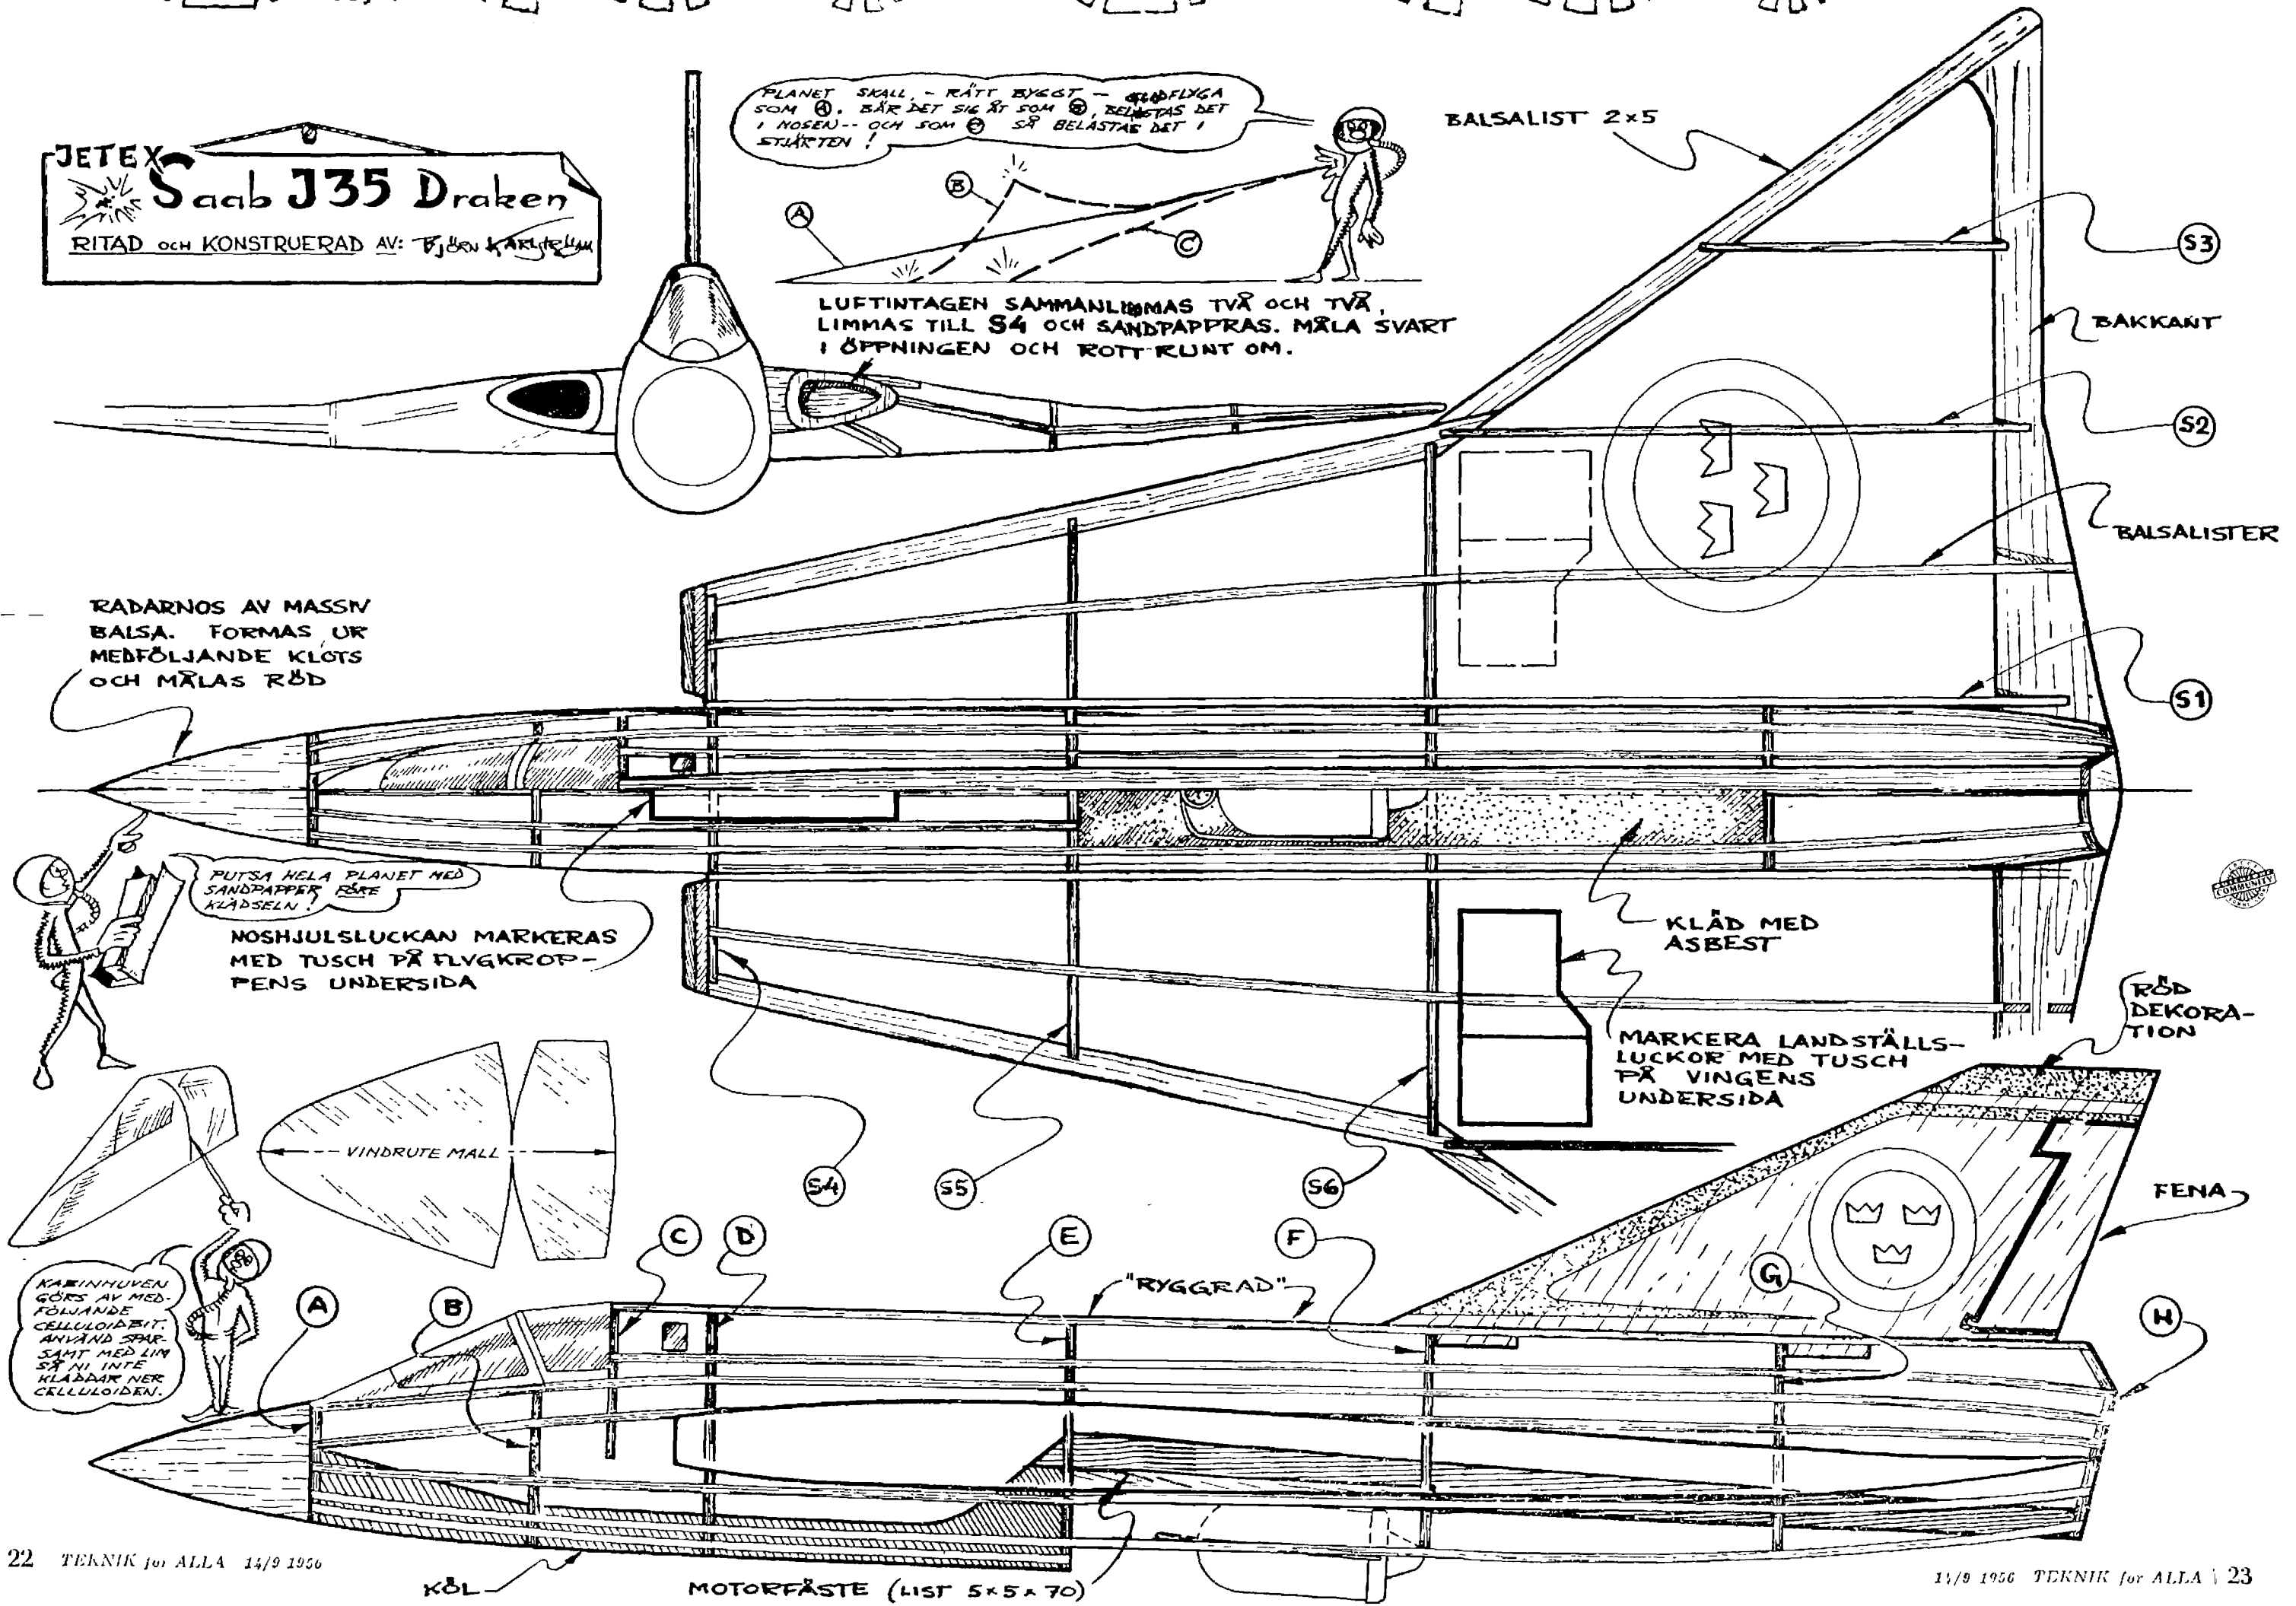 JETEX
Saab J35 Draken
RITAD OCH KONSTRUERAD AV: BJÖRN KARLSTRÖM
PLANET SKALL, - RÄTT BYGGT - GLIDFLYGA
SOM Ⓐ. BÄR DET SIG ÅT SOM Ⓑ, BELASTAS DET
I NOSEN-- OCH SOM Ⓒ SÅ BELASTAS DET I
STJÄRTEN!
B
A
C
LUFTINTAGEN SAMMANLIMMAS TVÅ OCH TVÅ,
LIMMAS TILL S4 OCH SANDPAPPRAS. MÅLA SVART
I ÖPPNINGEN OCH ROTT RUNT OM.
BALSALIST 2x5
S3
BAKKANT
S2
BALSALISTER
S1
RADARNOS AV MASSIV
BALSA. FORMAS UR
MEDFÖLJANDE KLOTS
OCH MÅLAS RÖD
PUTSA HELA PLANET MED
SANDPAPPER FÖRE
KLÄDSELN!
NOSHJULSLUCKAN MARKERAS
MED TUSCH PÅ FLYGKROP-
PENS UNDERSIDA
KLÄD MED
ASBEST
COMMUNITY
MARKERA LANDSTÄLLS-
LUCKOR MED TUSCH
PÅ VINGENS
UNDERSIDA
RÖD
DEKORA-
TION
VINDRUTE MALL
S4
S5
S6
FENA
KABINHUVEN
GÖRS AV MED-
FÖLJANDE
CELLULOIDBIT.
ANVÄND SPAR-
SAMT MED LIM
SÅ NI INTE
KLADDAR NER
CELLULOIDEN.
A
B
C
D
E
F
"RYGGRAD"
G
H
KÖL
MOTORFÄSTE (LIST 5x5x70)
22 TEKNIK för ALLA 14/9 1956
14/9 1956 TEKNIK för ALLA 23